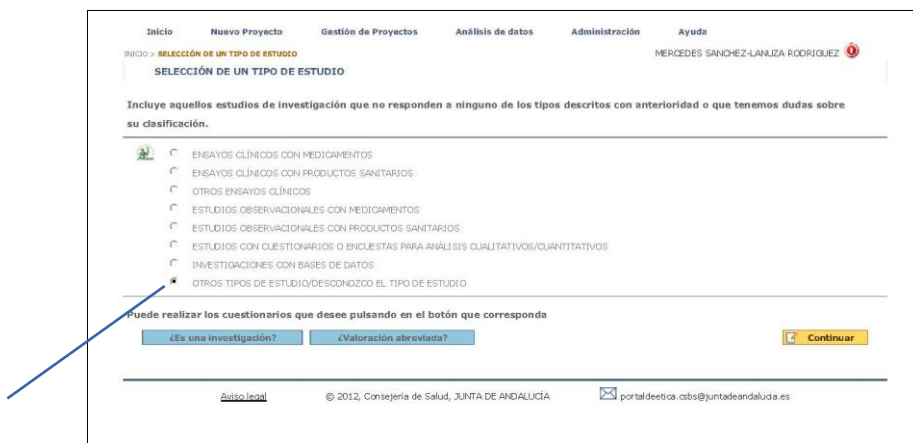 Inicio Nuevo Proyecto Gestión de Proyectos Análisis de datos Administración Ayuda
INICIO > SELECCIÓN DE UN TIPO DE ESTUDIO MERCEDES SANCHEZ-LANUZA RODRIGUEZ
SELECCIÓN DE UN TIPO DE ESTUDIO
Incluye aquellos estudios de investigación que no responden a ninguno de los tipos descritos con anterioridad o que tenemos dudas sobre
su clasificación.
ENSAYOS CLÍNICOS CON MEDICAMENTOS
ENSAYOS CLÍNICOS CON PRODUCTOS SANITARIOS
OTROS ENSAYOS CLÍNICOS
ESTUDIOS OBSERVACIONALES CON MEDICAMENTOS
ESTUDIOS OBSERVACIONALES CON PRODUCTOS SANITARIOS
ESTUDIOS CON CUESTIONARIOS O ENCUESTAS PARA ANÁLISIS CUALITATIVOS/CUANTITATIVOS
INVESTIGACIONES CON BASES DE DATOS
OTROS TIPOS DE ESTUDIO/DESCONOZCO EL TIPO DE ESTUDIO
Puede realizar los cuestionarios que desee pulsando en el botón que corresponda
¿Es una investigación? ¿Valoración abreviada? Continuar
Aviso legal © 2012, Consejería de Salud, JUNTA DE ANDALUCÍA portaldeetica.csbs@juntadeandalucia.es